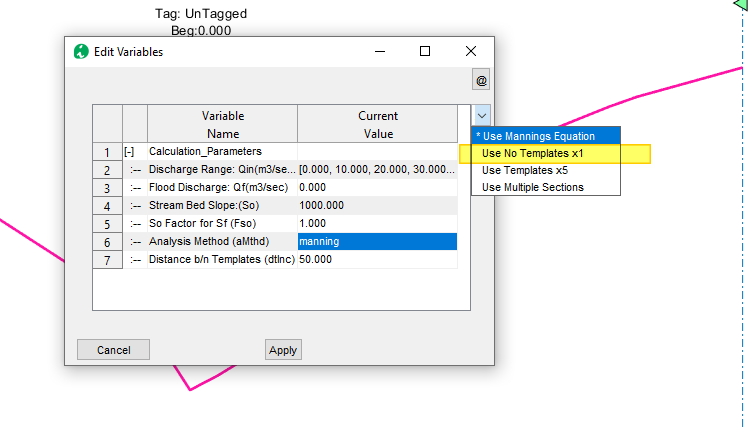 Tag: UnTagged
Beg:0.000
Edit Variables
@
Variable Name Current Value
1 [-] Calculation_Parameters
2 :-- Discharge Range: Qin(m3/se... [0.000, 10.000, 20.000, 30.000...
3 :-- Flood Discharge: Qf(m3/sec) 0.000
4 :-- Stream Bed Slope:(So) 1000.000
5 :-- So Factor for Sf (Fso) 1.000
6 :-- Analysis Method (aMthd) manning
7 :-- Distance b/n Templates (dtInc) 50.000
* Use Mannings Equation
Use No Templates x1
Use Templates x5
Use Multiple Sections
Cancel Apply